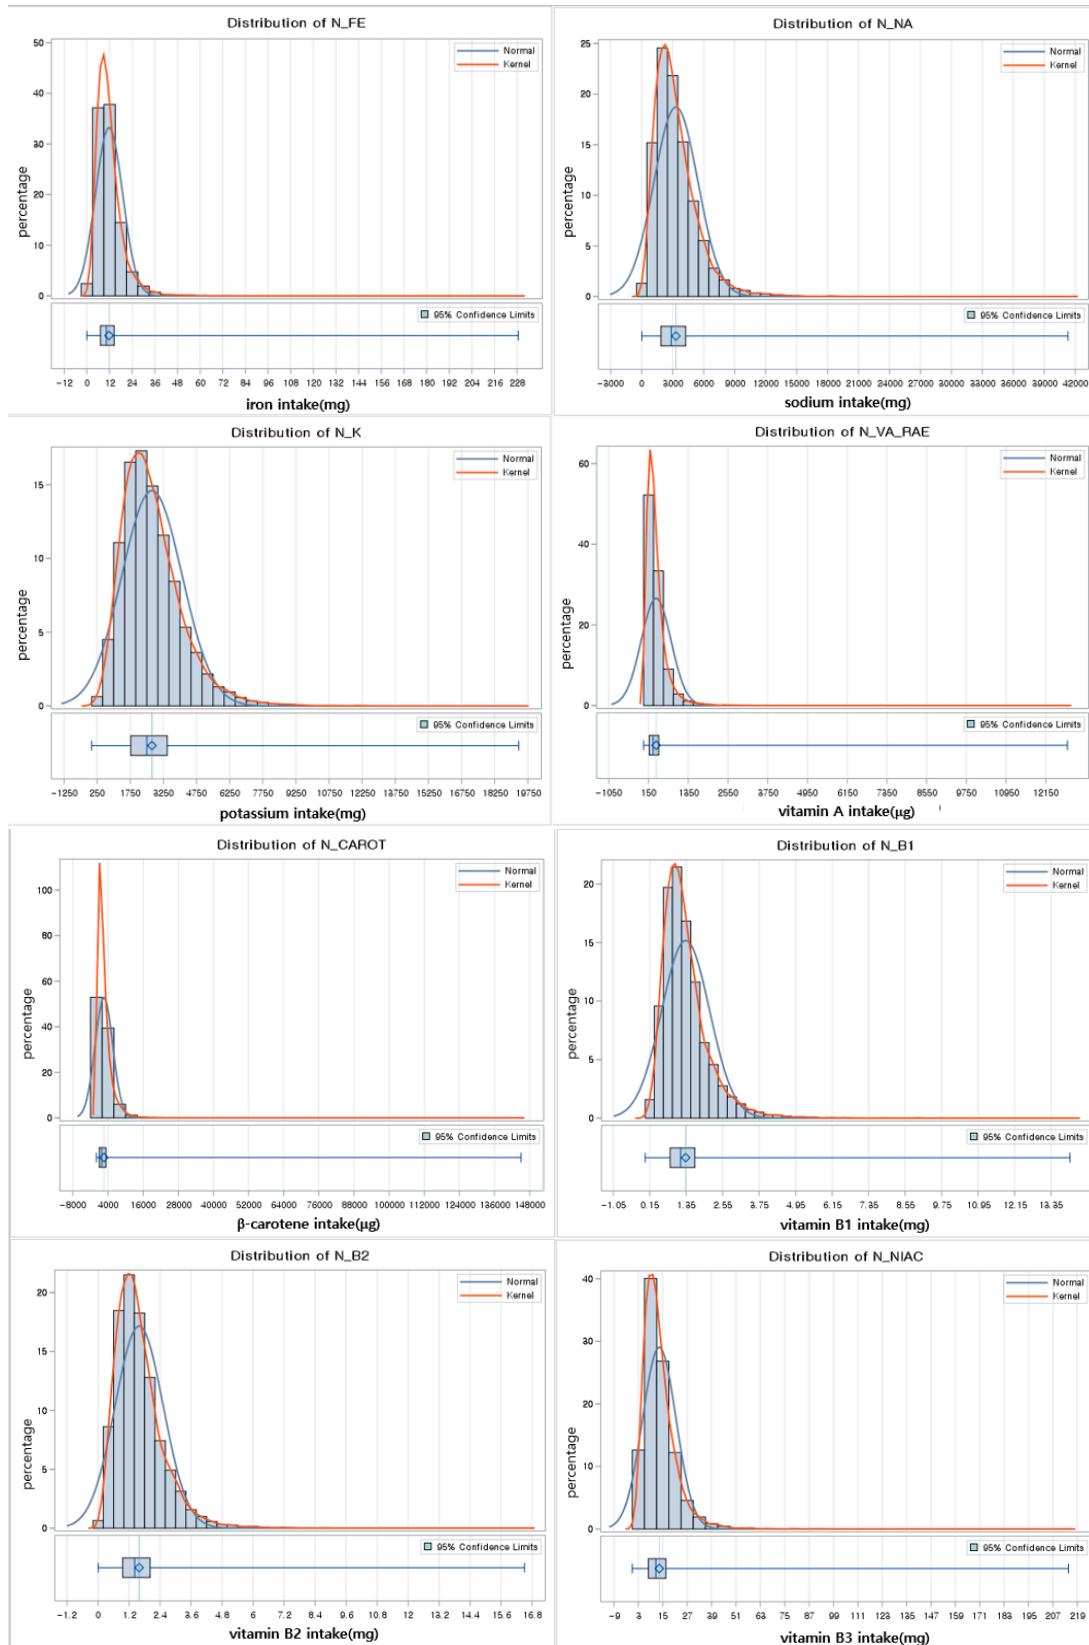 Distribution of N_FE
Normal
Kernel
50
40
30
20
10
0
percentage
95% Confidence Limits
−12 0 12 24 36 48 60 72 84 96 108 120 132 144 156 168 180 192 204 216 228
iron intake(mg)
Distribution of N_NA
Normal
Kernel
25
20
15
10
5
0
percentage
95% Confidence Limits
−3000 0 3000 6000 9000 12000 15000 18000 21000 24000 27000 30000 33000 36000 39000 42000
sodium intake(mg)
Distribution of N_K
Normal
Kernel
15
10
5
0
percentage
95% Confidence Limits
−1250 250 1750 3250 4750 6250 7750 9250 10750 12250 13750 15250 16750 18250 19750
potassium intake(mg)
Distribution of N_VA_RAE
Normal
Kernel
60
40
20
0
percentage
95% Confidence Limits
−1050 150 1350 2550 3750 4950 6150 7350 8550 9750 10950 12150
vitamin A intake(μg)
Distribution of N_CAROT
Normal
Kernel
100
80
60
40
20
0
percentage
95% Confidence Limits
−8000 4000 16000 28000 40000 52000 64000 76000 88000 100000 112000 124000 136000 148000
β-carotene intake(μg)
Distribution of N_B1
Normal
Kernel
20
15
10
5
0
percentage
95% Confidence Limits
−1.05 0.15 1.35 2.55 3.75 4.95 6.15 7.35 8.55 9.75 10.95 12.15 13.35
vitamin B1 intake(mg)
Distribution of N_B2
Normal
Kernel
20
15
10
5
0
percentage
95% Confidence Limits
−1.2 0 1.2 2.4 3.6 4.8 6 7.2 8.4 9.6 10.8 12 13.2 14.4 15.6 16.8
vitamin B2 intake(mg)
Distribution of N_NIAC
Normal
Kernel
40
30
20
10
0
percentage
95% Confidence Limits
−9 3 15 27 39 51 63 75 87 99 111 123 135 147 159 171 183 195 207 219
vitamin B3 intake(mg)